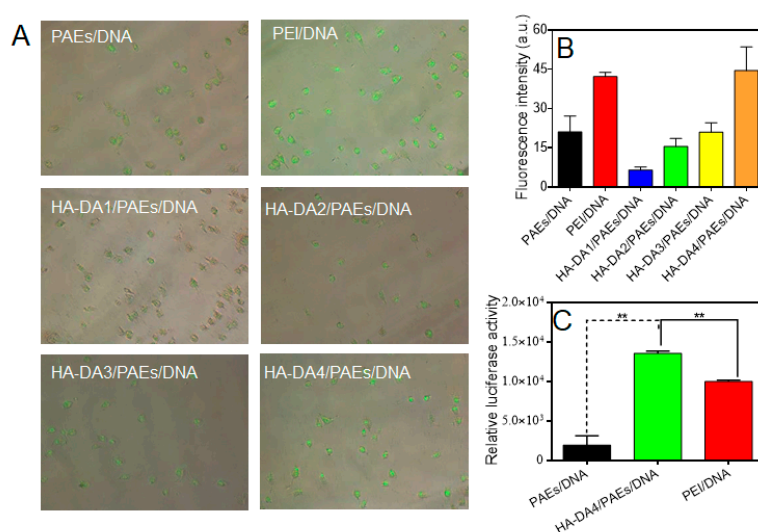 A
PAEs/DNA
PEI/DNA
HA-DA1/PAEs/DNA
HA-DA2/PAEs/DNA
HA-DA3/PAEs/DNA
HA-DA4/PAEs/DNA
B
Fluorescence intensity (a.u.)
60
45
30
15
0
PAEs/DNA
PEI/DNA
HA-DA1/PAEs/DNA
HA-DA2/PAEs/DNA
HA-DA3/PAEs/DNA
HA-DA4/PAEs/DNA
C
Relative luciferase activity
2.0×10⁴
1.5×10⁴
1.0×10⁴
5.0×10³
0
** **
PAEs/DNA
HA-DA4/PAEs/DNA
PEI/DNA